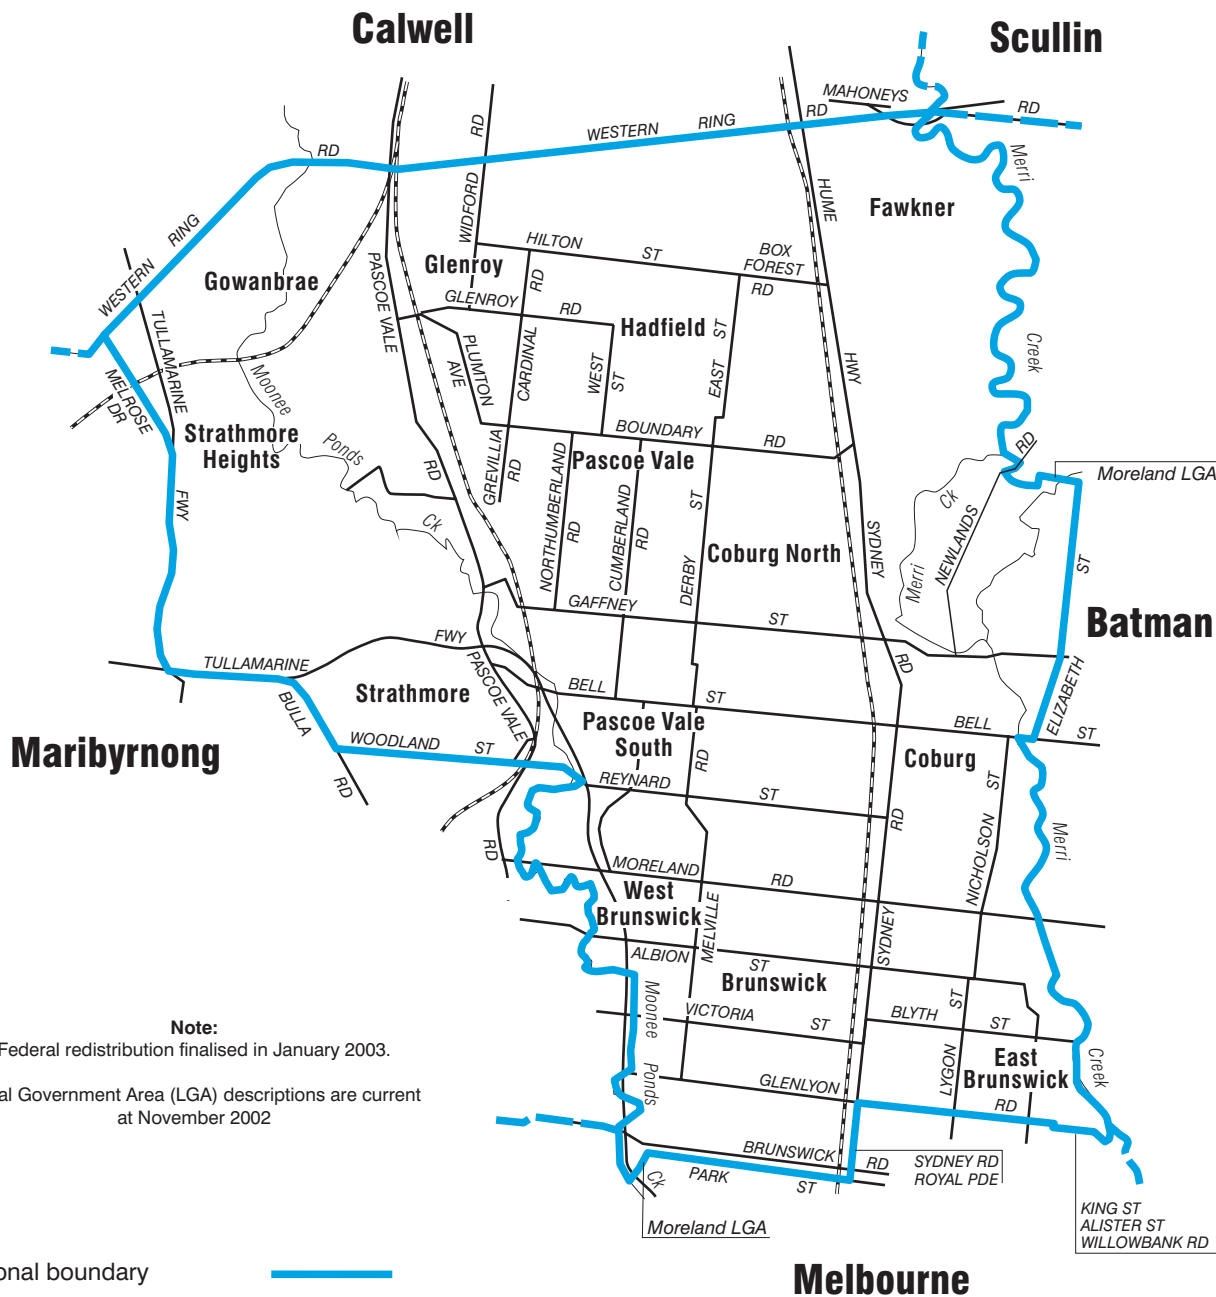 Calwell
Scullin
MAHONEYS
RD
RD
WESTERN
RING
RD
RD
WIDFORD
HUME
Merri
Fawkner
RING
WESTERN
Gowanbrae
PASCOE VALE
Glenroy
HILTON
ST
BOX
FOREST
RD
RD
GLENROY
RD
Hadfield
ST
EAST
TULLAMARINE
PLUMTON
AVE
CARDINAL
WEST
ST
HWY
Creek
MELROSE
DR
Moonee
Strathmore
Heights
Ponds
RD
GREVILLIA
RD
BOUNDARY
RD
Pascoe Vale
RD
Moreland LGA
FWY
Ck
NORTHUMBERLAND
RD
CUMBERLAND
RD
ST
DERBY
Coburg North
SYDNEY
Ck
Merri
NEWLANDS
ST
GAFFNEY
ST
Batman
FWY
TULLAMARINE
PASCOE VALE
BELL
ST
RD
BELL
ST
ELIZABETH
Strathmore
BULLA
Pascoe Vale
South
RD
Coburg
ST
Maribyrnong
WOODLAND
ST
RD
REYNARD
ST
RD
NICHOLSON
Merri
RD
MORELAND
RD
West
Brunswick
MELVILLE
SYDNEY
ALBION
ST
Brunswick
Moonee
VICTORIA
ST
BLYTH
ST
ST
LYGON
East
Brunswick
Creek
Note:
Federal redistribution finalised in January 2003.
al Government Area (LGA) descriptions are current
at November 2002
Ponds
GLENLYON
RD
BRUNSWICK
RD
PARK
ST
Ck
SYDNEY RD
ROYAL PDE
Moreland LGA
KING ST
ALISTER ST
WILLOWBANK RD
onal boundary
Melbourne